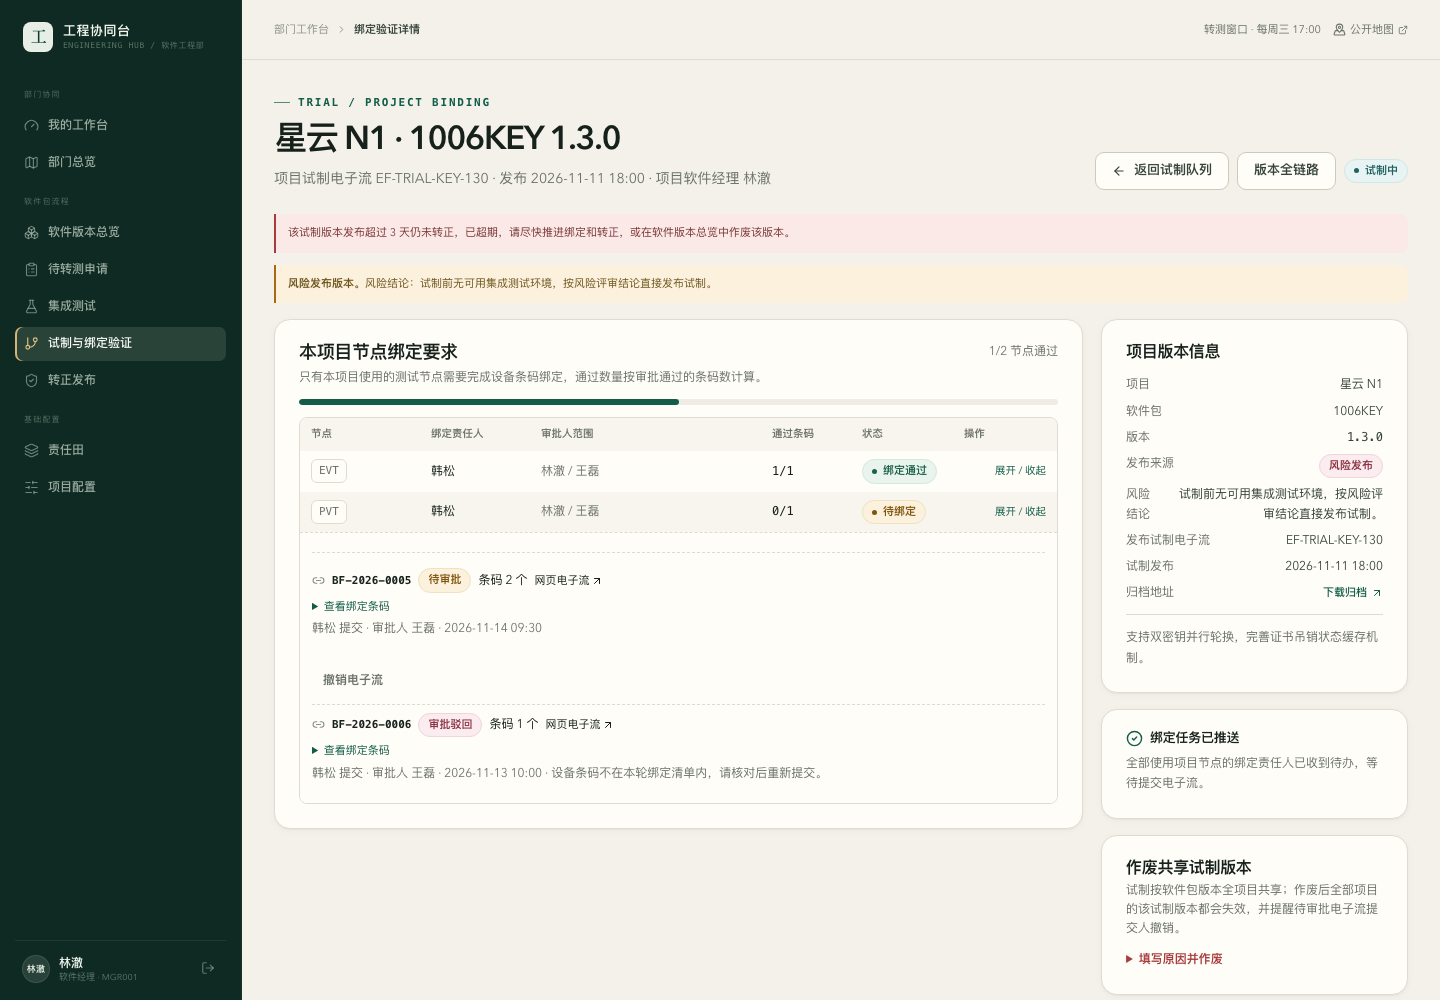 工
工程协同台
ENGINEERING HUB / 软件工程部
部门协同
我的工作台
部门总览
软件包流程
软件版本总览
待转测申请
集成测试
试制与绑定验证
转正发布
基础配置
责任田
项目配置
林澈
林澈
软件经理 · MGR001
部门工作台 > 绑定验证详情
转测窗口 · 每周三 17:00 公开地图
TRIAL / PROJECT BINDING
星云 N1 · 1006KEY 1.3.0
项目试制电子流 EF-TRIAL-KEY-130 · 发布 2026-11-11 18:00 · 项目软件经理 林澈
← 返回试制队列 版本全链路 试制中
该试制版本发布超过 3 天仍未转正，已超期，请尽快推进绑定和转正，或在软件版本总览中作废该版本。
风险发布版本。风险结论：试制前无可用集成测试环境，按风险评审结论直接发布试制。
本项目节点绑定要求 1/2 节点通过
只有本项目使用的测试节点需要完成设备条码绑定，通过数量按审批通过的条码数计算。
节点 绑定责任人 审批人范围 通过条码 状态 操作
EVT 韩松 林澈 / 王磊 1/1 绑定通过 展开 / 收起
PVT 韩松 林澈 / 王磊 0/1 待绑定 展开 / 收起
BF-2026-0005 待审批 条码 2 个 网页电子流
查看绑定条码
韩松 提交 · 审批人 王磊 · 2026-11-14 09:30
撤销电子流
BF-2026-0006 审批驳回 条码 1 个 网页电子流
查看绑定条码
韩松 提交 · 审批人 王磊 · 2026-11-13 10:00 · 设备条码不在本轮绑定清单内，请核对后重新提交。
项目版本信息
项目 星云 N1
软件包 1006KEY
版本 1.3.0
发布来源 风险发布
风险结论 试制前无可用集成测试环境，按风险评
审结论直接发布试制。
发布试制电子流 EF-TRIAL-KEY-130
试制发布 2026-11-11 18:00
归档地址 下载归档
支持双密钥并行轮换，完善证书吊销状态缓存机
制。
绑定任务已推送
全部使用项目节点的绑定责任人已收到待办，等
待提交电子流。
作废共享试制版本
试制按软件包版本全项目共享；作废后全部项目
的该试制版本都会失效，并提醒待审批电子流提
交人撤销。
填写原因并作废